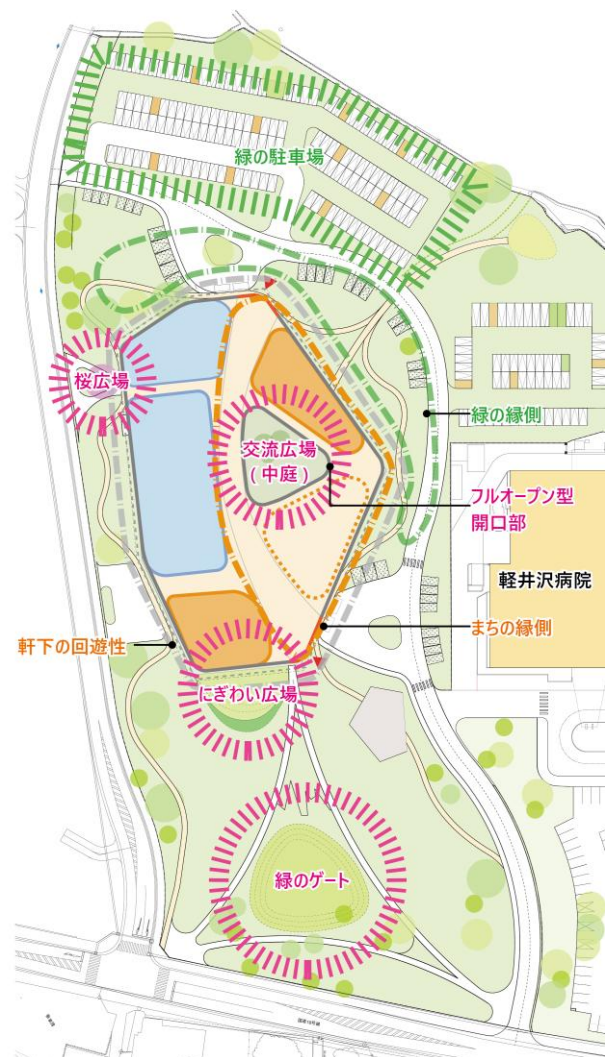 緑の駐車場
桜広場
交流広場
(中庭)
緑の縁側
フルオープン型
開口部
軽井沢病院
まちの縁側
軒下の回遊性
にぎわい広場
緑のゲート